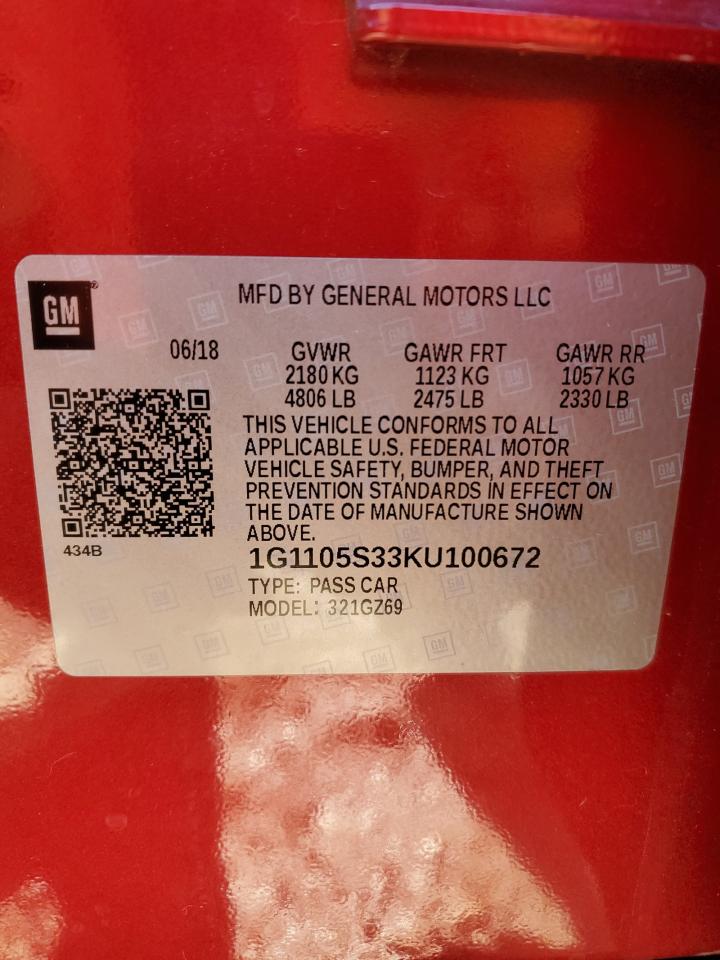 GM
MFD BY GENERAL MOTORS LLC
06/18
GVWR GAWR FRT GAWR RR
2180 KG 1123 KG 1057 KG
4806 LB 2475 LB 2330 LB
THIS VEHICLE CONFORMS TO ALL
APPLICABLE U.S. FEDERAL MOTOR
VEHICLE SAFETY, BUMPER, AND THEFT
PREVENTION STANDARDS IN EFFECT ON
THE DATE OF MANUFACTURE SHOWN
ABOVE.
434B
1G1105S33KU100672
TYPE: PASS CAR
MODEL: 321GZ69